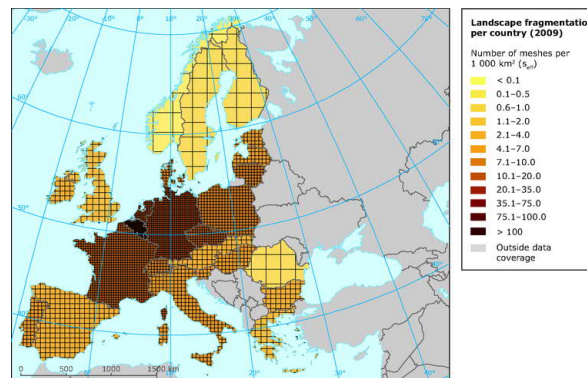 -30° -20° -10° 0° 10° 20° 30° 40° 50° 60° 70°
-60°
-50°
-40°
40°
0 500 1000 1500 km
-10° 0° 10° 20° 30°
Landscape fragmentatio
per country (2009)
Number of meshes per
1 000 km² (seff)
< 0.1
0.1–0.5
0.6–1.0
1.1–2.0
2.1–4.0
4.1–7.0
7.1–10.0
10.1–20.0
20.1–35.0
35.1–75.0
75.1–100.0
> 100
Outside data
coverage